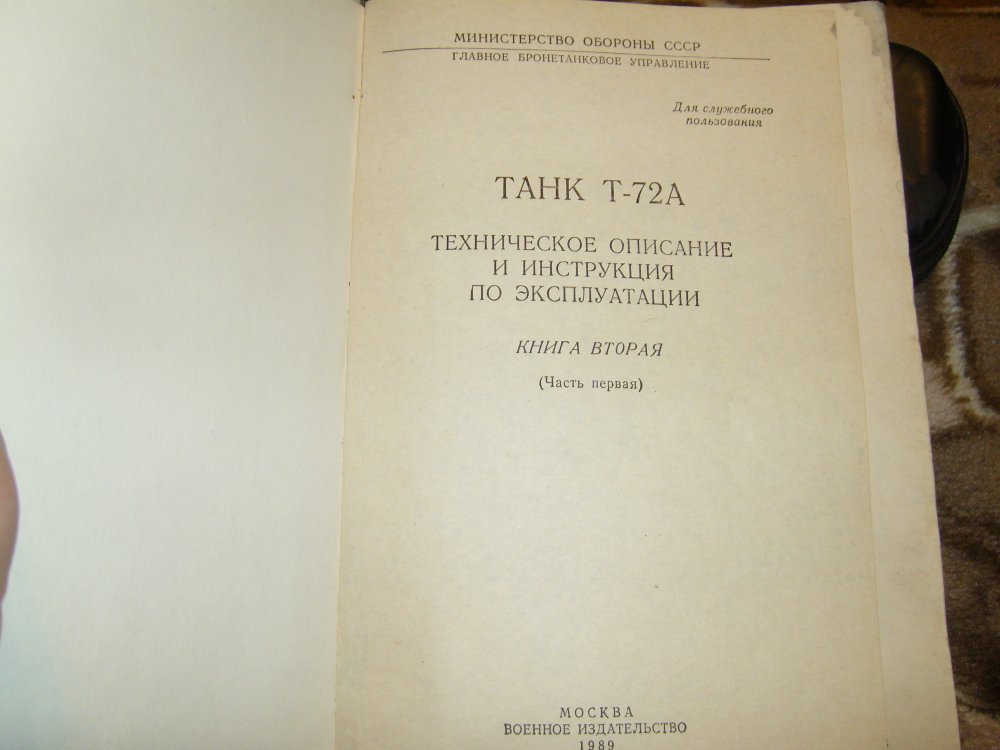 МИНИСТЕРСТВО ОБОРОНЫ СССР
ГЛАВНОЕ БРОНЕТАНКОВОЕ УПРАВЛЕНИЕ
Для служебного
пользования
ТАНК Т-72А
ТЕХНИЧЕСКОЕ ОПИСАНИЕ
И ИНСТРУКЦИЯ
ПО ЭКСПЛУАТАЦИИ
КНИГА ВТОРАЯ
(Часть первая)
МОСКВА
ВОЕННОЕ ИЗДАТЕЛЬСТВО
1989